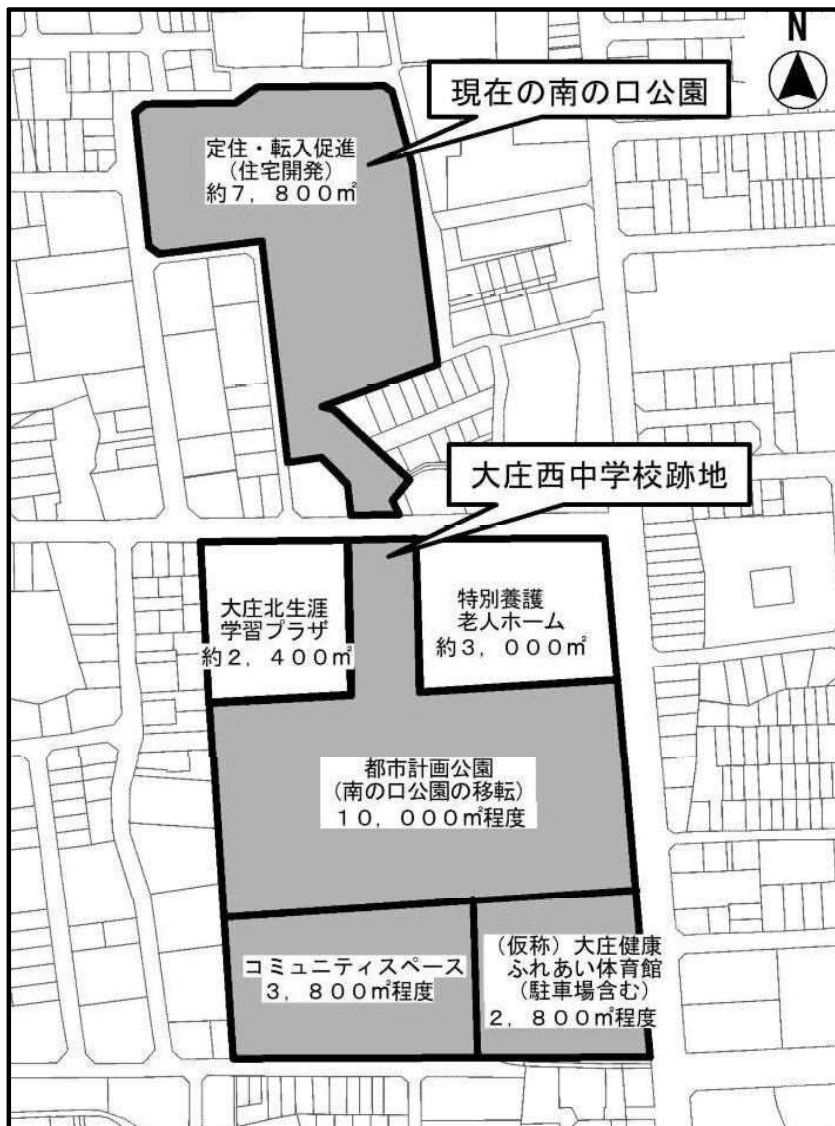 N
現在の南の口公園
定住・転入促進
(住宅開発)
約７，８００㎡
大庄西中学校跡地
大庄北生涯
学習プラザ
約２，４００㎡
特別養護
老人ホーム
約３，０００㎡
都市計画公園
(南の口公園の移転)
１０，０００㎡程度
コミュニティスペース
３，８００㎡程度
（仮称）大庄健康
ふれあい体育館
（駐車場含む）
２，８００㎡程度